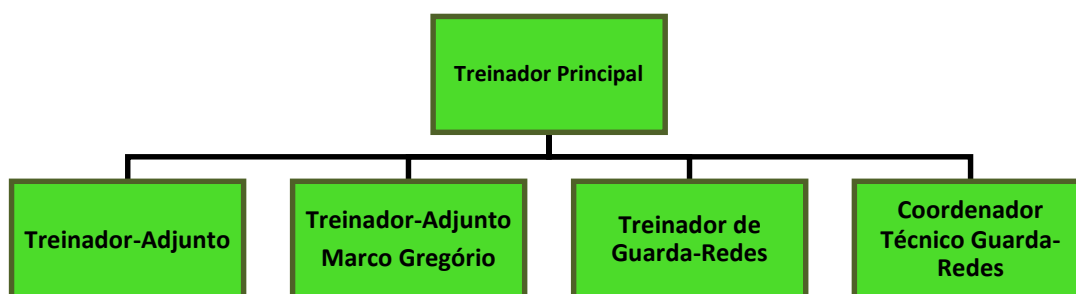 Treinador Principal
Treinador-Adjunto
Treinador-Adjunto
Marco Gregório
Treinador de
Guarda-Redes
Coordenador
Técnico Guarda-
Redes